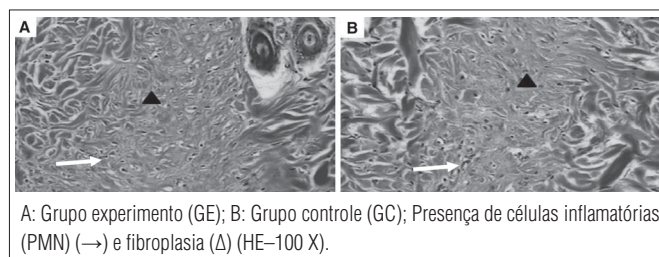 A
B
A: Grupo experimento (GE); B: Grupo controle (GC); Presença de células inflamatórias
(PMN) (→) e fibroplasia (Δ) (HE–100 X).